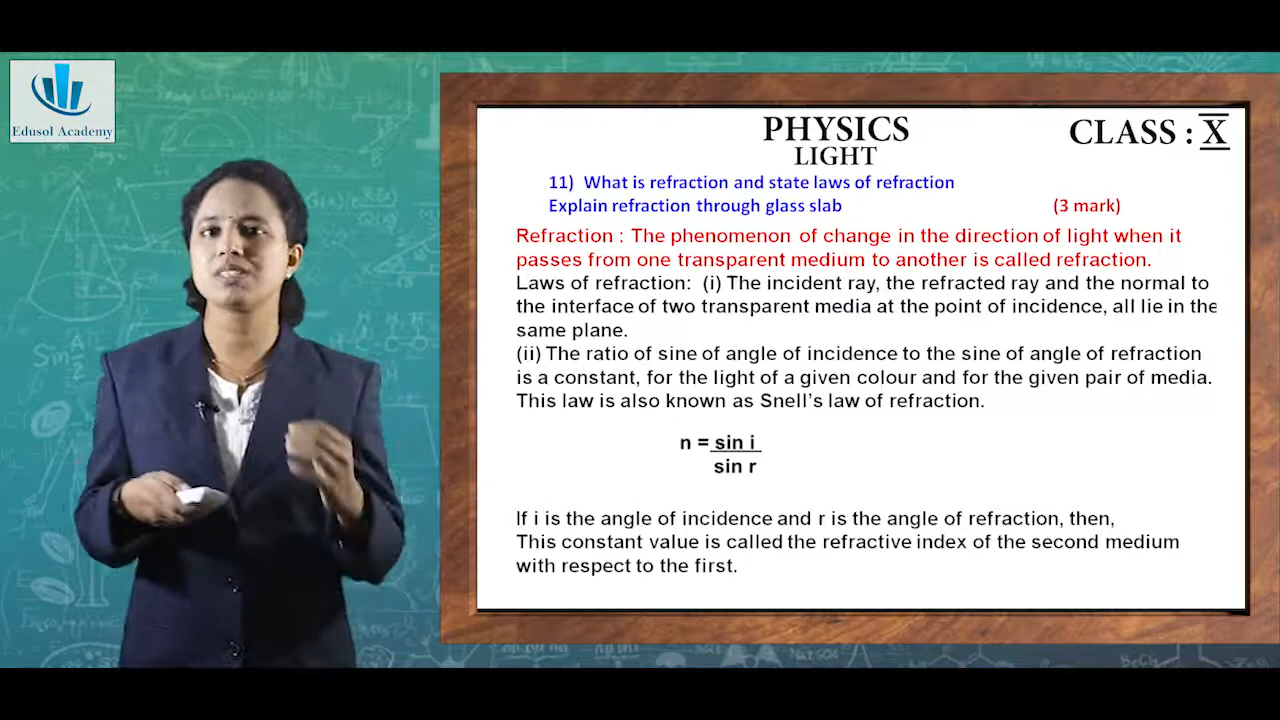 Edusol Academy
PHYSICS
LIGHT
CLASS : X
11) What is refraction and state laws of refraction
Explain refraction through glass slab (3 mark)
Refraction : The phenomenon of change in the direction of light when it
passes from one transparent medium to another is called refraction.
Laws of refraction: (i) The incident ray, the refracted ray and the normal to
the interface of two transparent media at the point of incidence, all lie in the
same plane.
(ii) The ratio of sine of angle of incidence to the sine of angle of refraction
is a constant, for the light of a given colour and for the given pair of media.
This law is also known as Snell's law of refraction.
n = sin i
sin r
If i is the angle of incidence and r is the angle of refraction, then,
This constant value is called the refractive index of the second medium
with respect to the first.